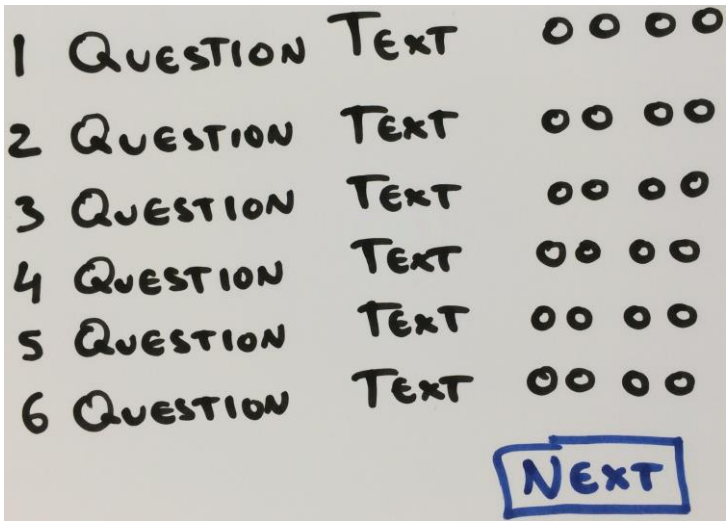 1 QUESTION TEXT
2 QUESTION TEXT
3 QUESTION TEXT
4 QUESTION TEXT
5 QUESTION TEXT
6 QUESTION TEXT
NEXT